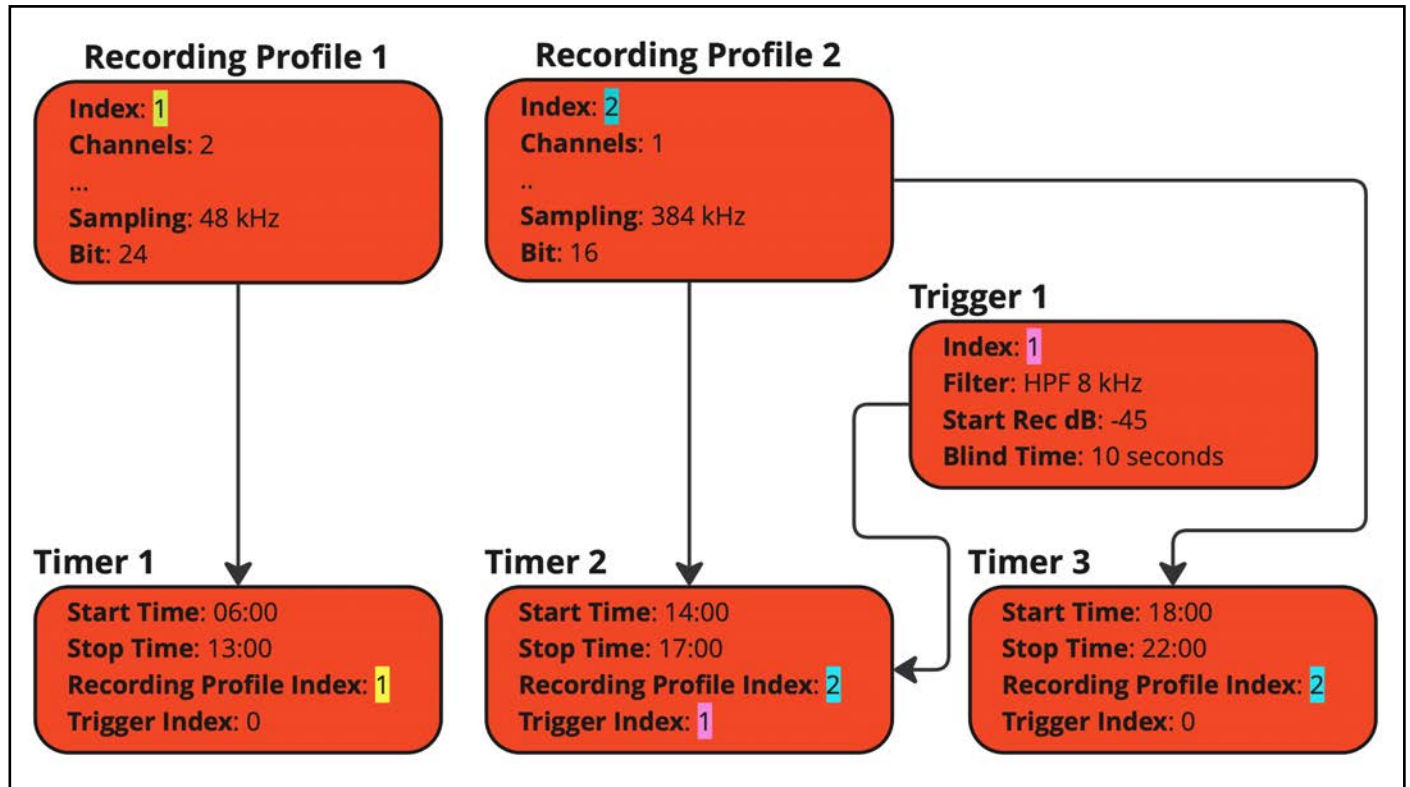 Recording Profile 1
Index: 1
Channels: 2
...
Sampling: 48 kHz
Bit: 24
Recording Profile 2
Index: 2
Channels: 1
..
Sampling: 384 kHz
Bit: 16
Trigger 1
Index: 1
Filter: HPF 8 kHz
Start Rec dB: -45
Blind Time: 10 seconds
Timer 1
Start Time: 06:00
Stop Time: 13:00
Recording Profile Index: 1
Trigger Index: 0
Timer 2
Start Time: 14:00
Stop Time: 17:00
Recording Profile Index: 2
Trigger Index: 1
Timer 3
Start Time: 18:00
Stop Time: 22:00
Recording Profile Index: 2
Trigger Index: 0